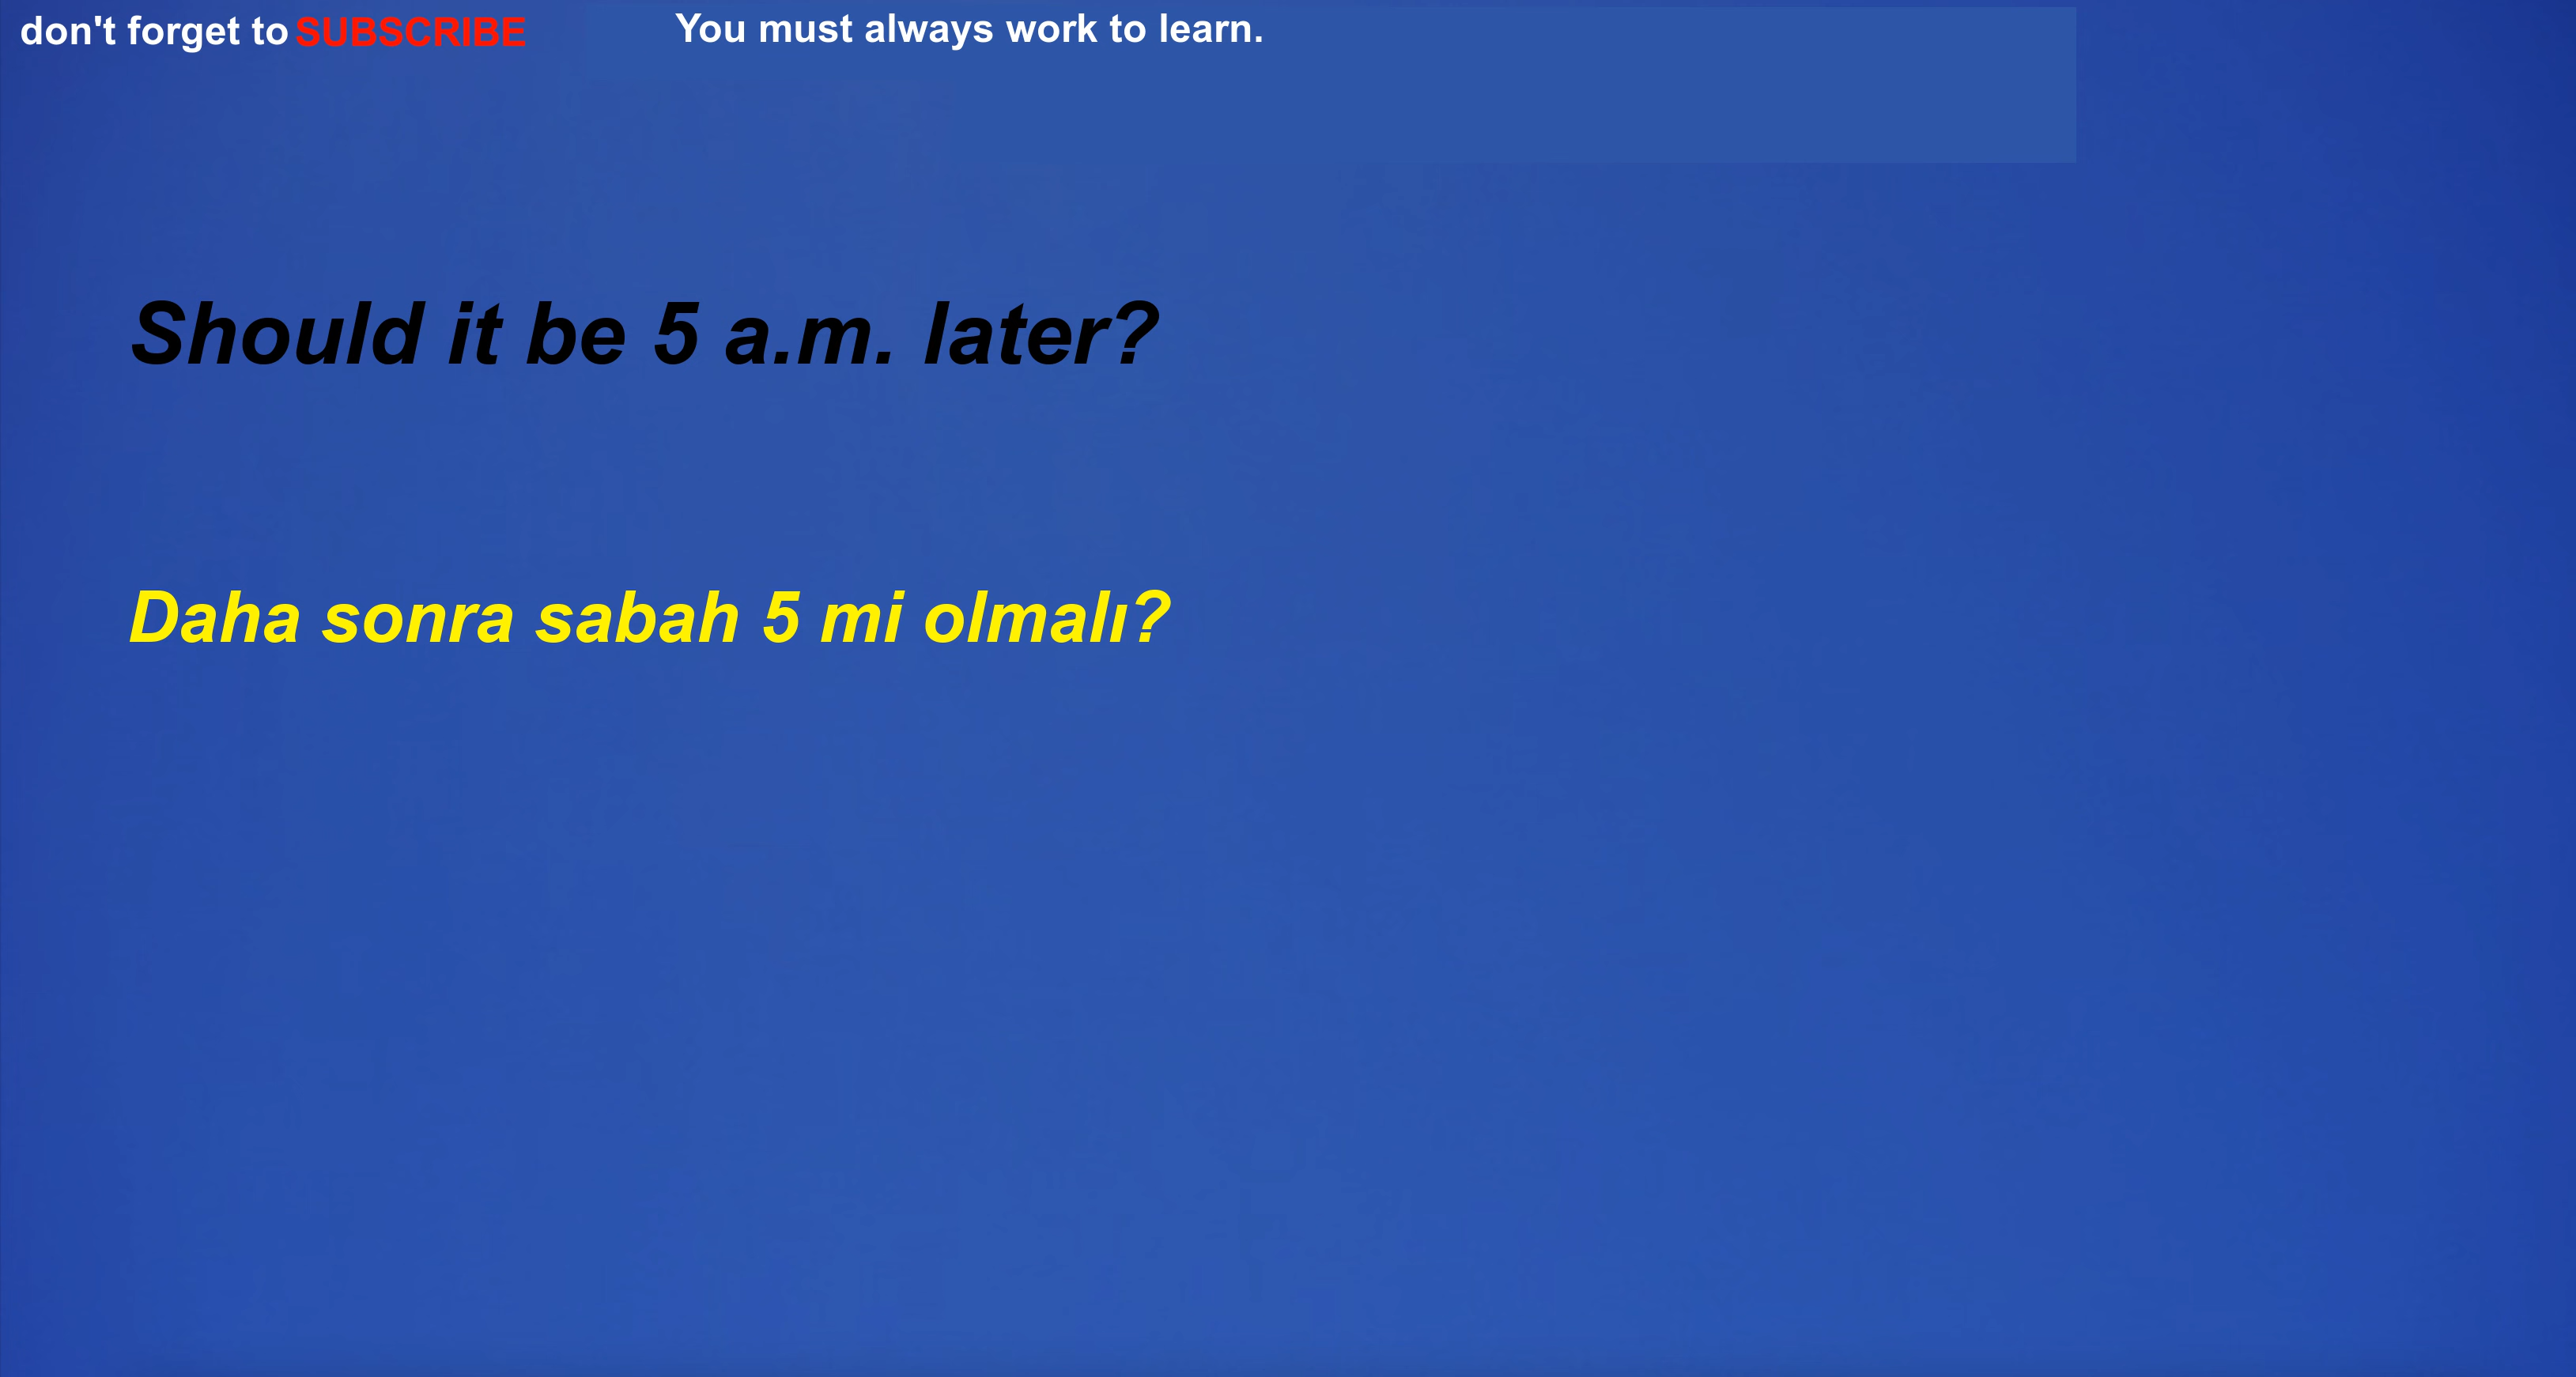 don't forget to SUBSCRIBE
You must always work to learn.
Should it be 5 a.m. later?
Daha sonra sabah 5 mi olmalı?